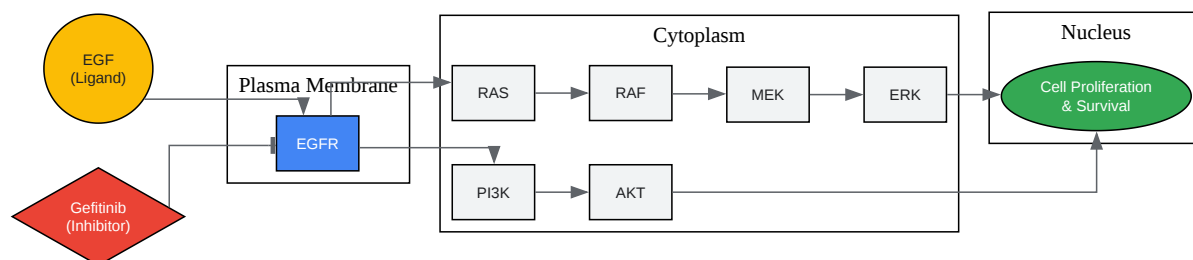 EGF
(Ligand)
Gefitinib
(Inhibitor)
Plasma Membrane
EGFR
Cytoplasm
RAS
RAF
MEK
ERK
PI3K
AKT
Nucleus
Cell Proliferation
& Survival